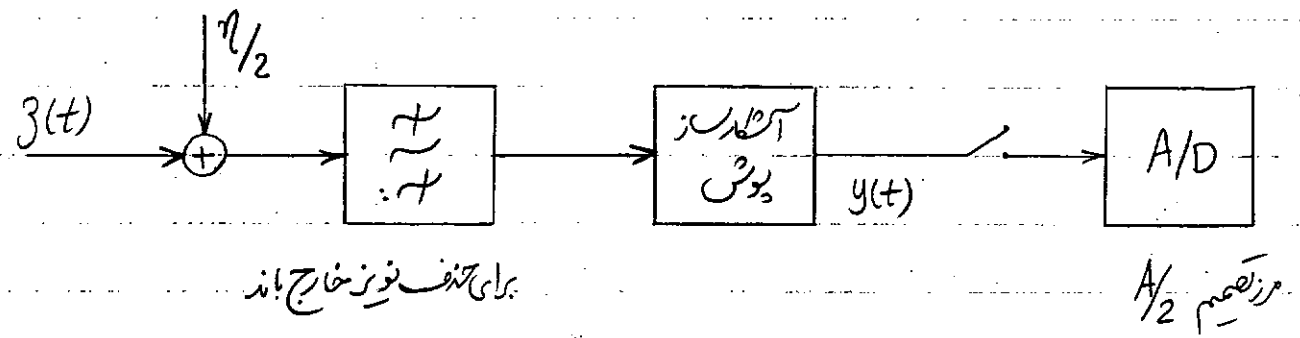 η/2
z(t)
آشکارساز
پوش
y(t)
A/D
برای حذف نویز خارج باند
مرز تصمیم A/2